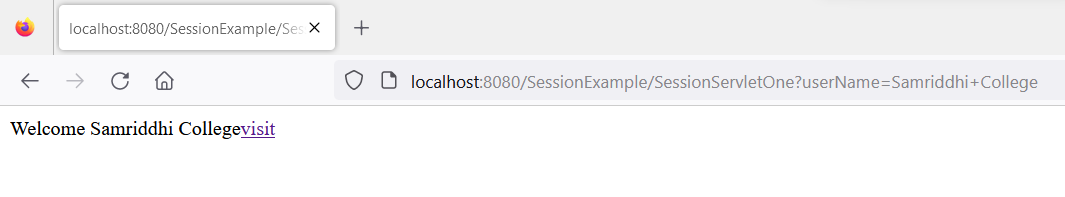 localhost:8080/SessionExample/Ses
localhost:8080/SessionExample/SessionServletOne?userName=Samriddhi+College
Welcome Samriddhi Collegevisit